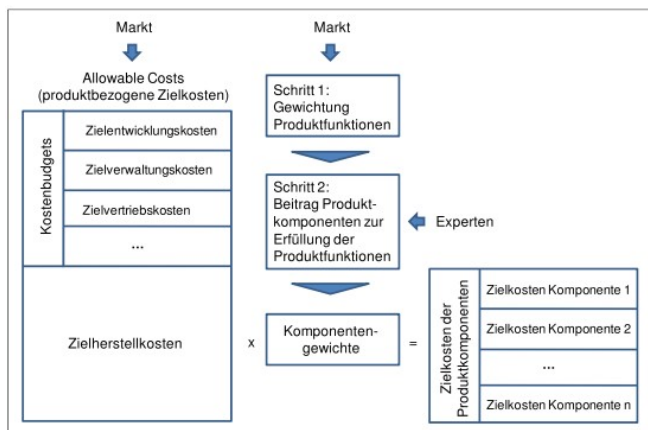 Markt
Allowable Costs
(produktbezogene Zielkosten)
Kostenbudgets
Zielentwicklungskosten
Zielverwaltungskosten
Zielvertriebskosten
...
Zielherstellkosten
Markt
Schritt 1:
Gewichtung
Produktfunktionen
Schritt 2:
Beitrag Produkt-
komponenten zur
Erfüllung der
Produktfunktionen
Experten
x
Komponenten-
gewichte
=
Zielkosten der
Produktkomponenten
Zielkosten Komponente 1
Zielkosten Komponente 2
...
Zielkosten Komponente n